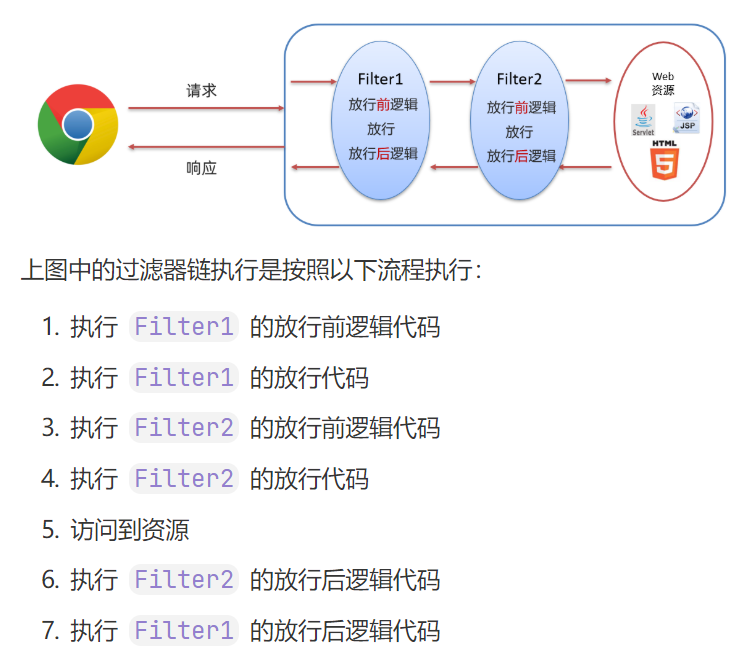 请求
响应
Filter1
放行前逻辑
放行
放行后逻辑
Filter2
放行前逻辑
放行
放行后逻辑
Web
资源
Servlet
JSP
HTML
5
上图中的过滤器链执行是按照以下流程执行：
1. 执行 Filter1 的放行前逻辑代码
2. 执行 Filter1 的放行代码
3. 执行 Filter2 的放行前逻辑代码
4. 执行 Filter2 的放行代码
5. 访问到资源
6. 执行 Filter2 的放行后逻辑代码
7. 执行 Filter1 的放行后逻辑代码